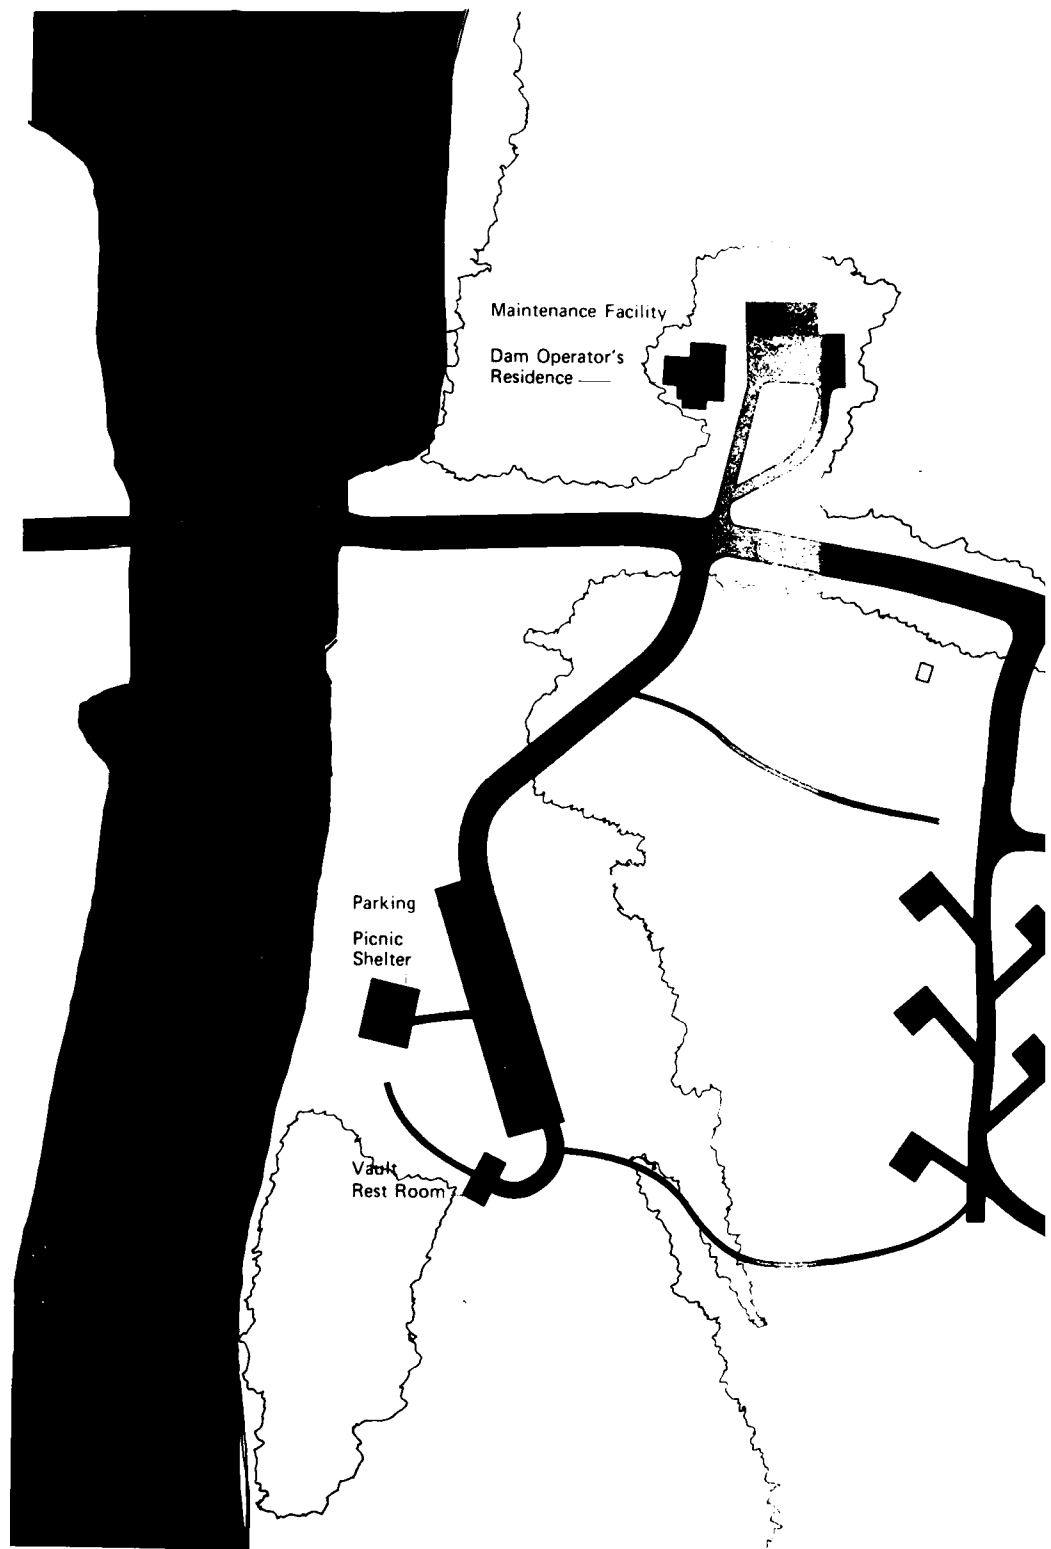 Maintenance Facility
Dam Operator's
Residence
Parking
Picnic
Shelter
Vault
Rest Room